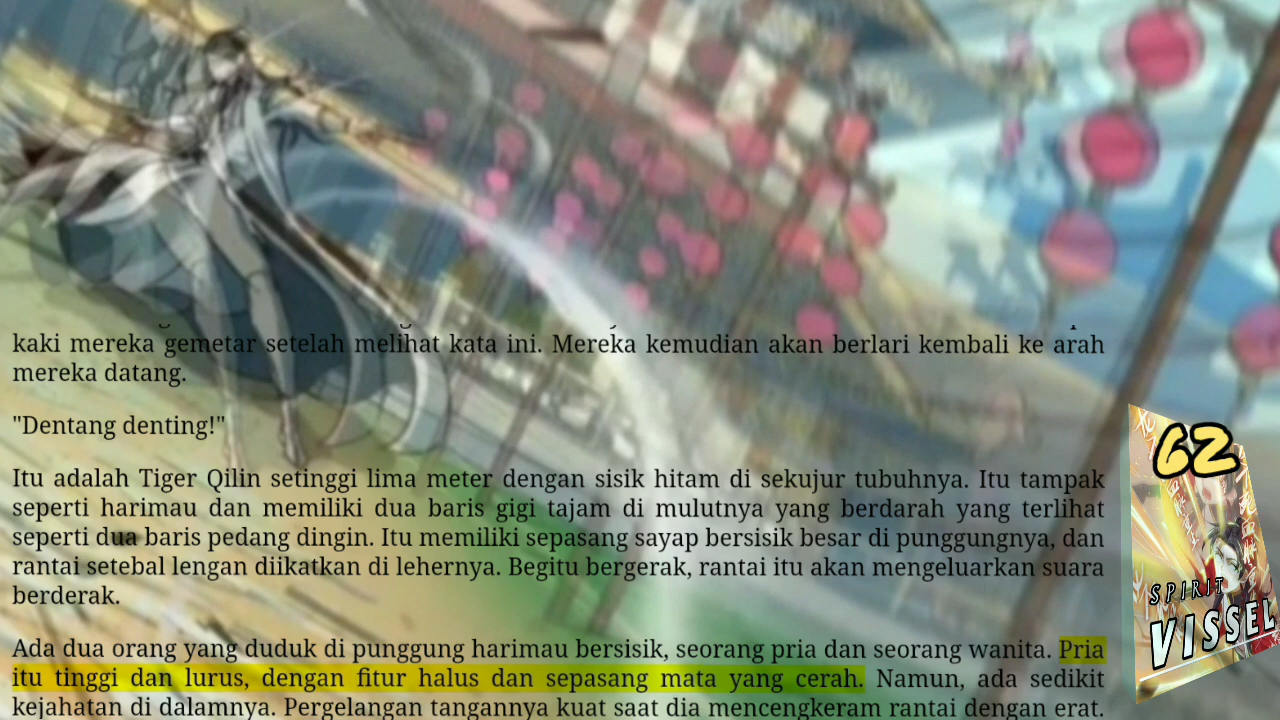 kaki mereka gemetar setelah melihat kata ini. Mereka kemudian akan berlari kembali ke arah
mereka datang.
"Dentang denting!"
Itu adalah Tiger Qilin setinggi lima meter dengan sisik hitam di sekujur tubuhnya. Itu tampak
seperti harimau dan memiliki dua baris gigi tajam di mulutnya yang berdarah yang terlihat
seperti dua baris pedang dingin. Itu memiliki sepasang sayap bersisik besar di punggungnya, dan
rantai setebal lengan diikatkan di lehernya. Begitu bergerak, rantai itu akan mengeluarkan suara
berderak.
Ada dua orang yang duduk di punggung harimau bersisik, seorang pria dan seorang wanita. Pria
itu tinggi dan lurus, dengan fitur halus dan sepasang mata yang cerah. Namun, ada sedikit
kejahatan di dalamnya. Pergelangan tangannya kuat saat dia mencengkeram rantai dengan erat.
62
SPIRIT
VISSEL